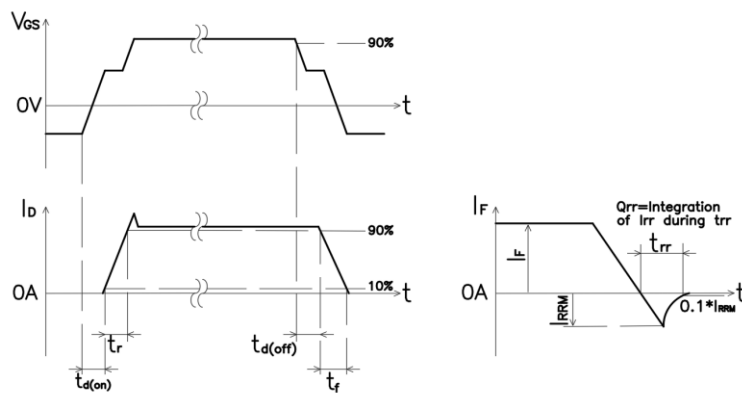 VGS
90%
0V
t
ID
90%
10%
0A
t
tr
td(off)
td(on)
tf
Qrr=Integration
of Irr during trr
IF
trr
IF
0A
t
IRRM
0.1*IRRM